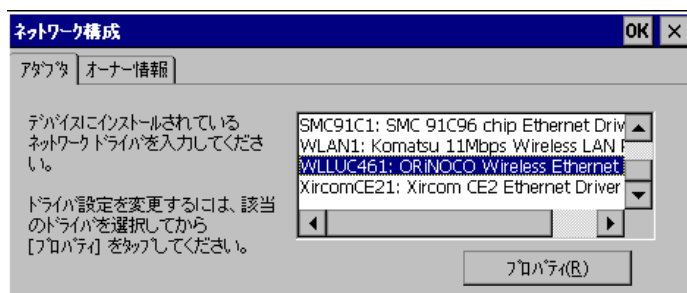 ネットワーク構成
OK ×
アダプタ オーナー情報
デバイスにインストールされている
ネットワーク ドライバを入力してくださ
い。
ドライバ設定を変更するには、該当
のドライバを選択してから
[プロパティ] をタップしてください。
SMC91C1: SMC 91C96 chip Ethernet Driv
WLAN1: Komatsu 11Mbps Wireless LAN
WLLUC461: ORiNOCO Wireless Ethernet
XircomCE21: Xircom CE2 Ethernet Driver
プロパティ(R)